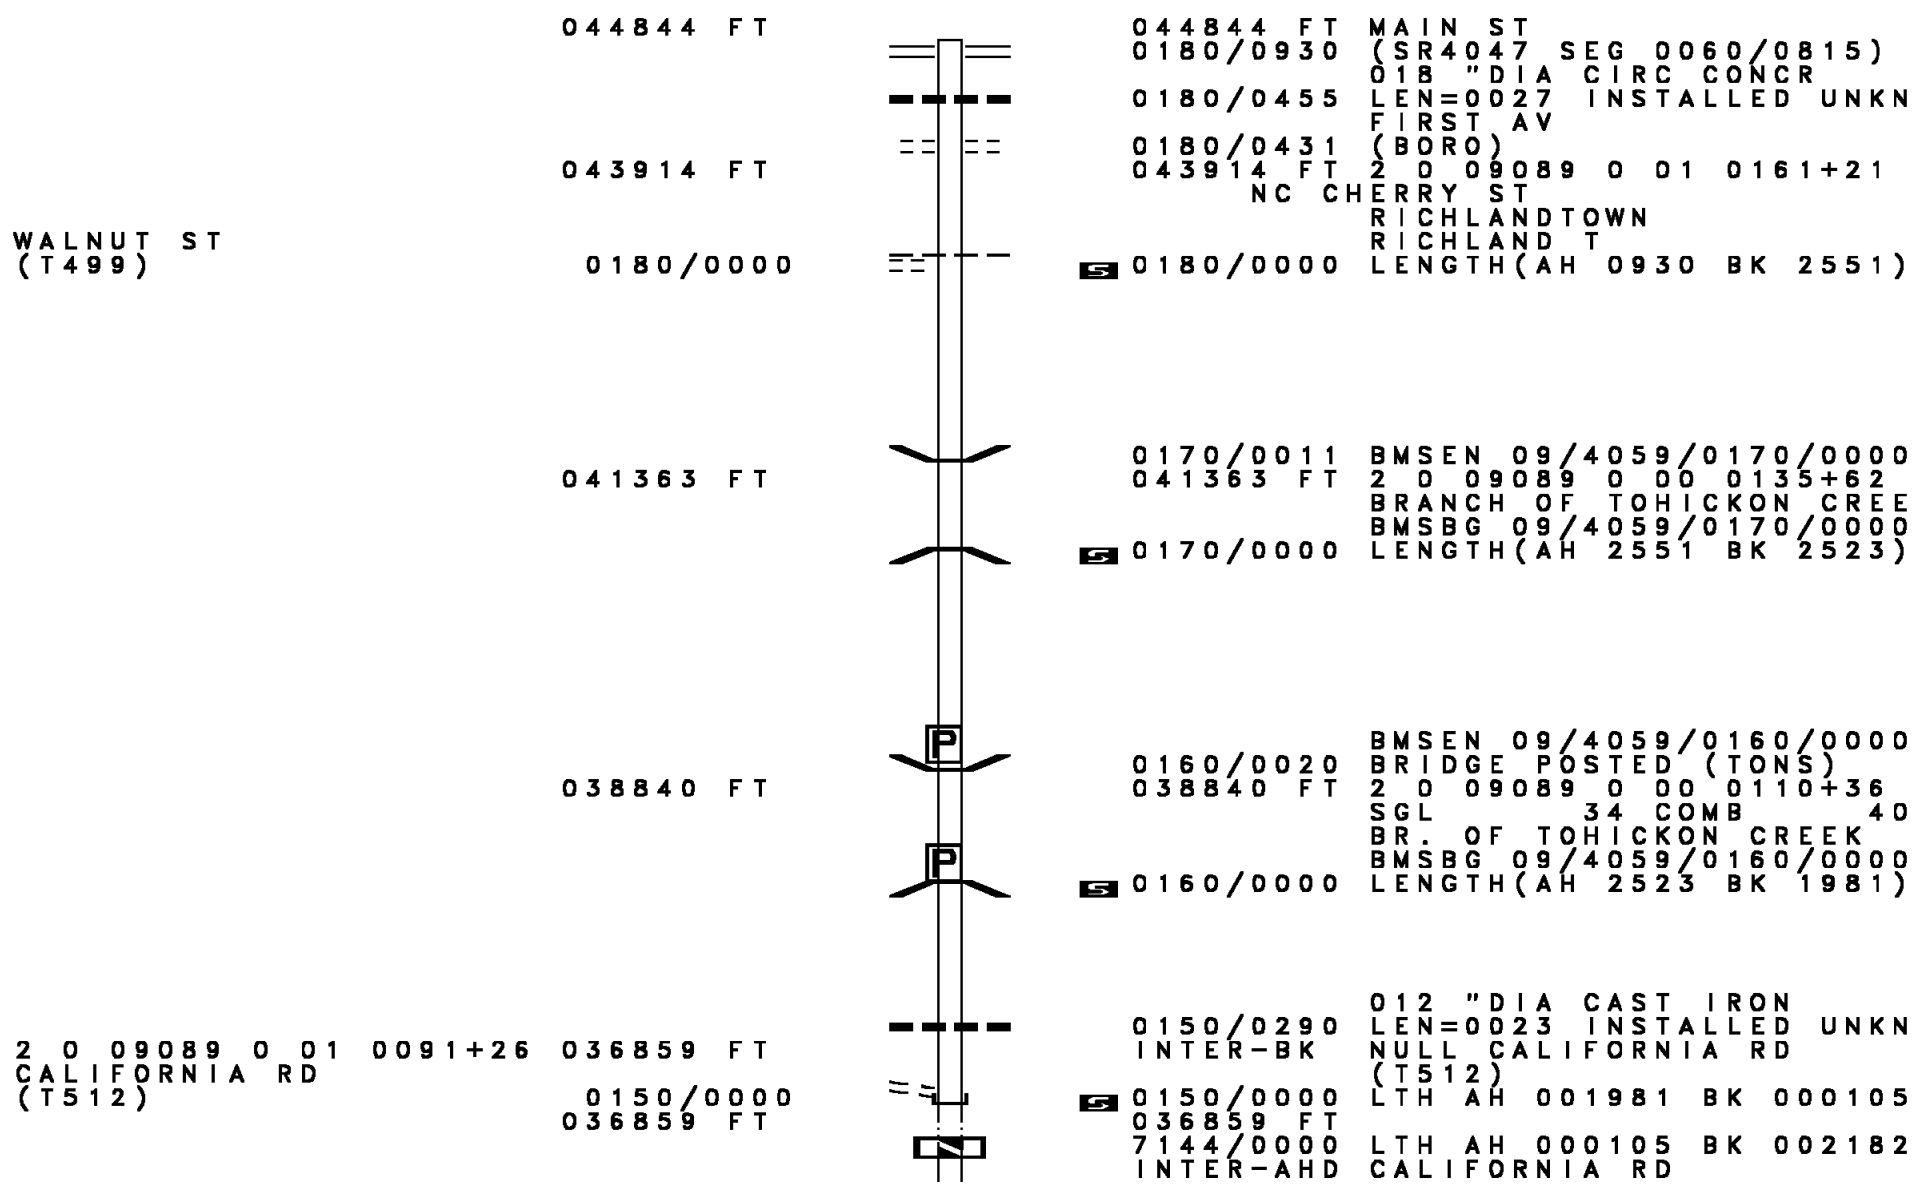 044844 FT 044844 FT MAIN ST
0180/0930 (SR4047 SEG 0060/0815)
018 "DIA CIRC CONCR
0180/0455 LEN=0027 INSTALLED UNKN
FIRST AV
0180/0431 (BORO)
043914 FT 043914 FT 2 0 09089 0 01 0161+21
NC CHERRY ST
RICHLANDTOWN
WALNUT ST RICHLAND T
(T499) 0180/0000 S 0180/0000 LENGTH(AH 0930 BK 2551)
0170/0011 BMSEN 09/4059/0170/0000
041363 FT 041363 FT 2 0 09089 0 00 0135+62
BRANCH OF TOHICKON CREE
BMSBG 09/4059/0170/0000
S 0170/0000 LENGTH(AH 2551 BK 2523)
P BMSEN 09/4059/0160/0000
0160/0020 BRIDGE POSTED (TONS)
038840 FT 038840 FT 2 0 09089 0 00 0110+36
SGL 34 COMB 40
BR. OF TOHICKON CREEK
P BMSBG 09/4059/0160/0000
S 0160/0000 LENGTH(AH 2523 BK 1981)
012 "DIA CAST IRON
0150/0290 LEN=0023 INSTALLED UNKN
2 0 09089 0 01 0091+26 036859 FT INTER-BK NULL CALIFORNIA RD
CALIFORNIA RD (T512)
(T512) 0150/0000 S 0150/0000 LTH AH 001981 BK 000105
036859 FT 036859 FT
7144/0000 LTH AH 000105 BK 002182
INTER-AHD CALIFORNIA RD